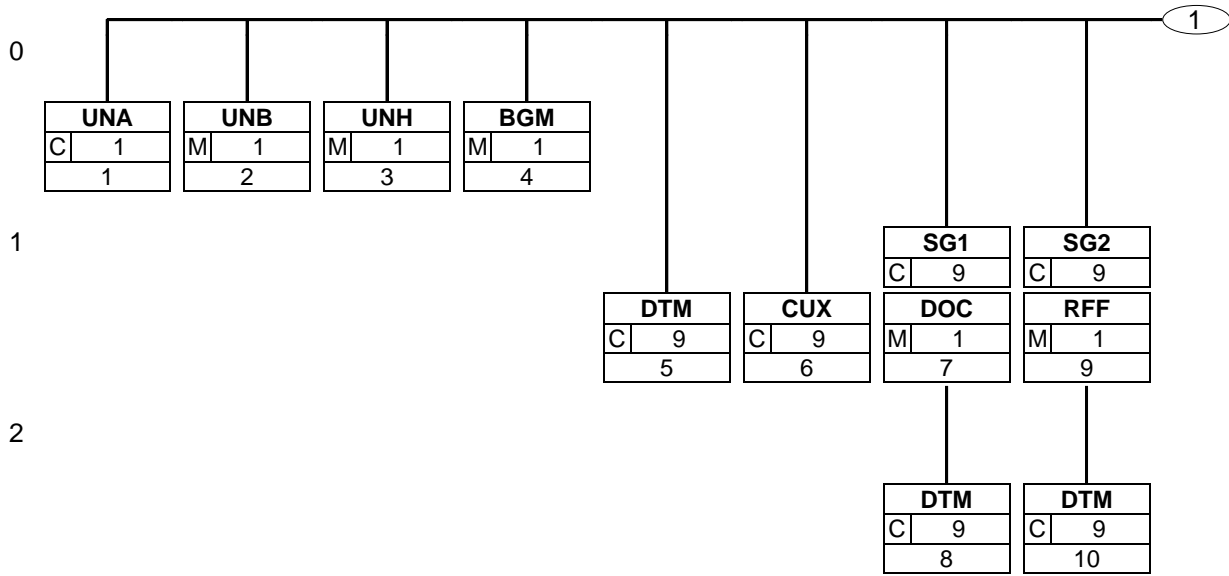 1
0
UNA UNB UNH BGM
C 1 M 1 M 1 M 1
1 2 3 4
1
SG1 SG2
C 9 C 9
DTM CUX DOC RFF
C 9 C 9 M 1 M 1
5 6 7 9
2
DTM DTM
C 9 C 9
8 10